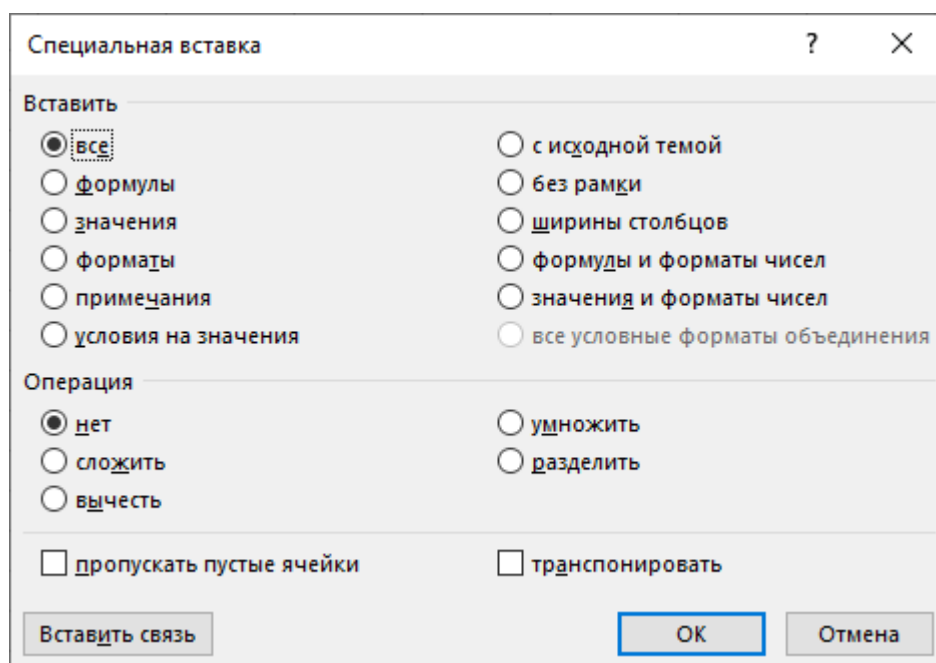 Специальная вставка ?
Вставить
все
с исходной темой
формулы
без рамки
значения
ширины столбцов
форматы
формулы и форматы чисел
примечания
значения и форматы чисел
условия на значения
все условные форматы объединения
Операция
нет
умножить
сложить
разделить
вычесть
пропускать пустые ячейки
транспонировать
Вставить связь
ОК
Отмена